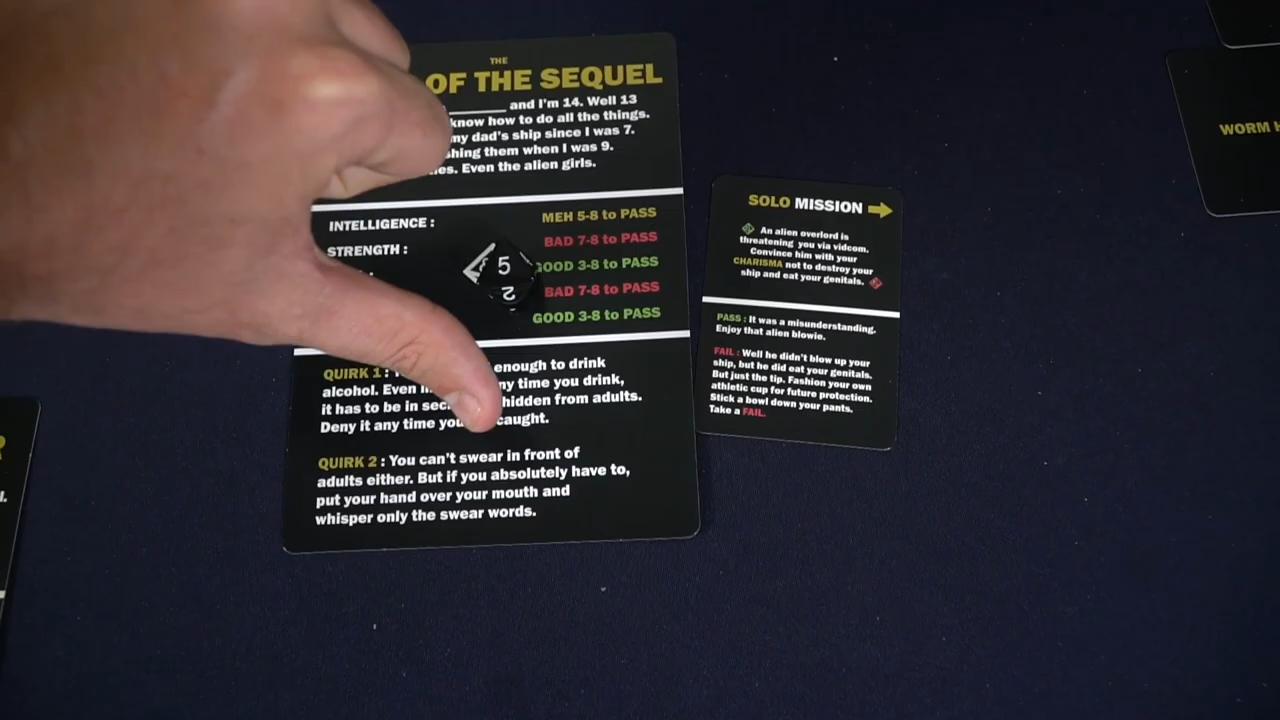 THE
OF THE SEQUEL
and I'm 14. Well 13
know how to do all the things.
my dad's ship since I was 7.
them when I was 9.
Even the alien girls.
INTELLIGENCE : MEH 5-8 to PASS
STRENGTH : BAD 7-8 to PASS
GOOD 3-8 to PASS
BAD 7-8 to PASS
GOOD 3-8 to PASS
5
2
QUIRK 1 : enough to drink
alcohol. Even time you drink,
it has to be in hidden from adults.
Deny it any time caught.
QUIRK 2 : You can't swear in front of
adults either. But if you absolutely have to,
put your hand over your mouth and
whisper only the swear words.
SOLO MISSION
An alien overlord is
threatening you via vidcom.
Convince him with your
CHARISMA not to destroy your
ship and eat your genitals.
PASS : It was a misunderstanding.
Enjoy that alien blowie.
FAIL : Well he didn't blow up your
ship, but he did eat your genitals.
But just the tip. Fashion your own
athletic cup for future protection.
Stick a bowl down your pants.
Take a FAIL.
WORM